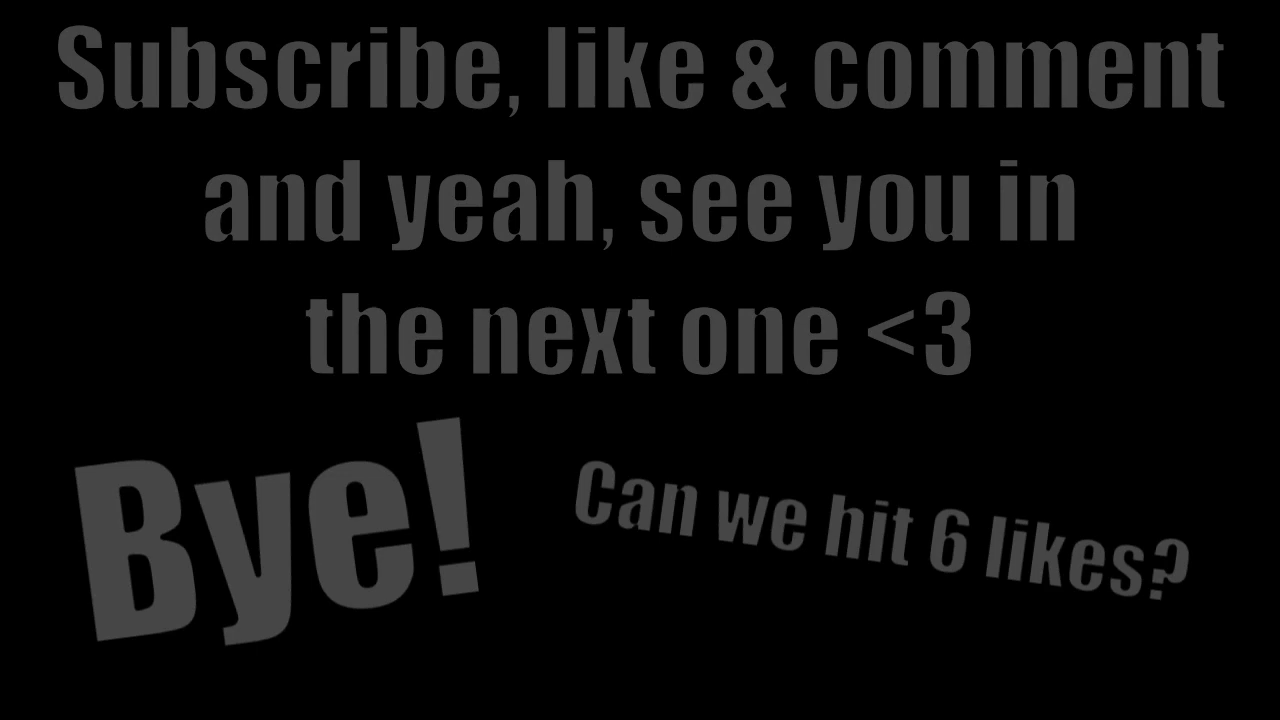 Subscribe, like & comment
and yeah, see you in
the next one <3
Bye!
Can we hit 6 likes?